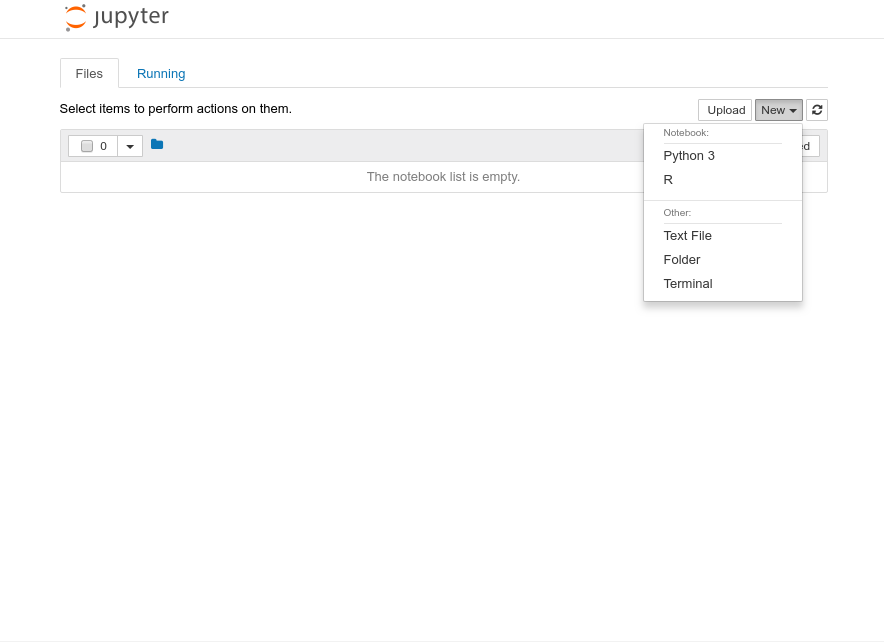 jupyter
Files Running
Select items to perform actions on them.
Upload New
0
The notebook list is empty.
Notebook:
Python 3
R
Other:
Text File
Folder
Terminal